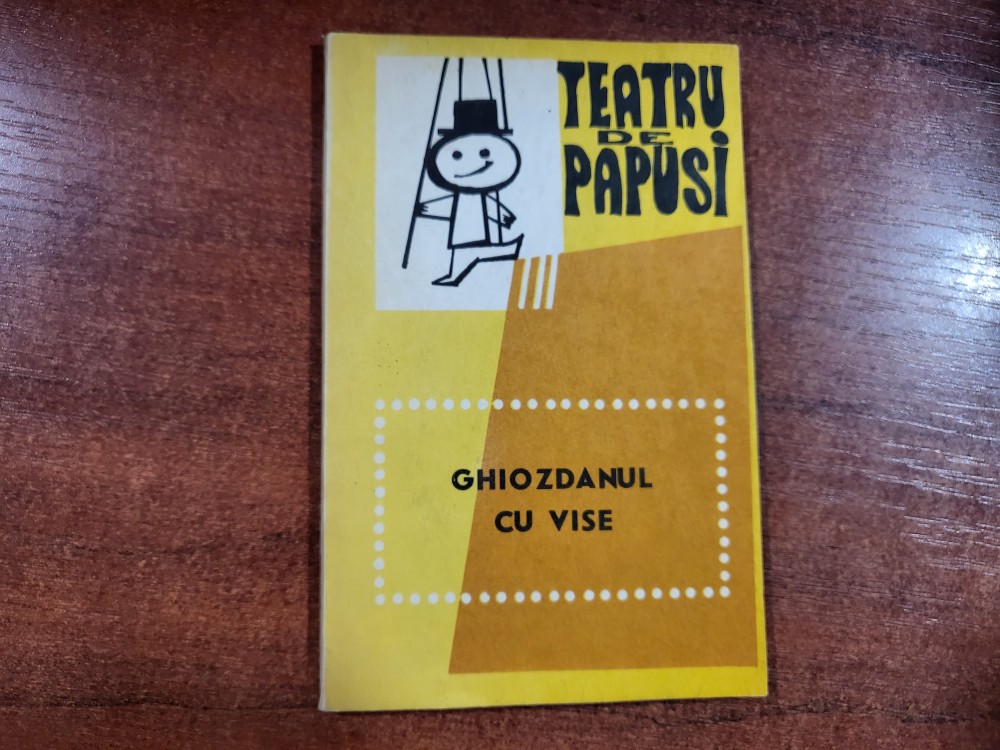 TEATRU
DE
PAPUSI
GHIOZDANUL
CU VISE